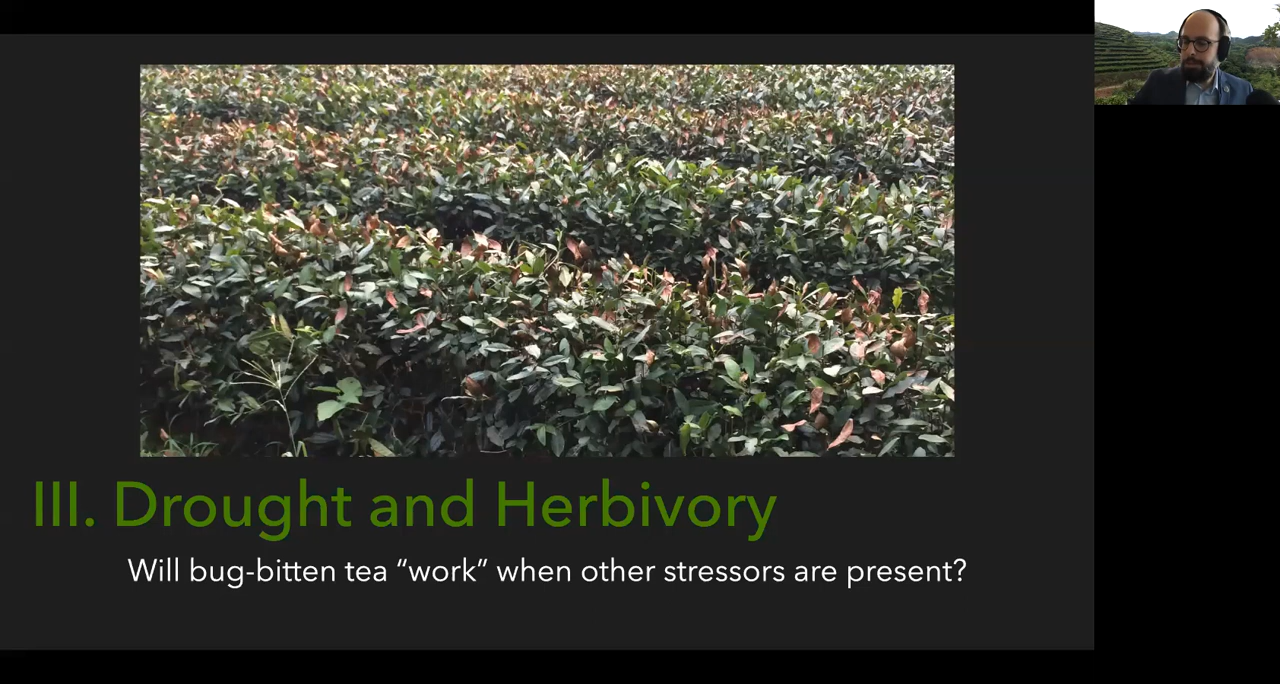 III. Drought and Herbivory
Will bug-bitten tea “work” when other stressors are present?